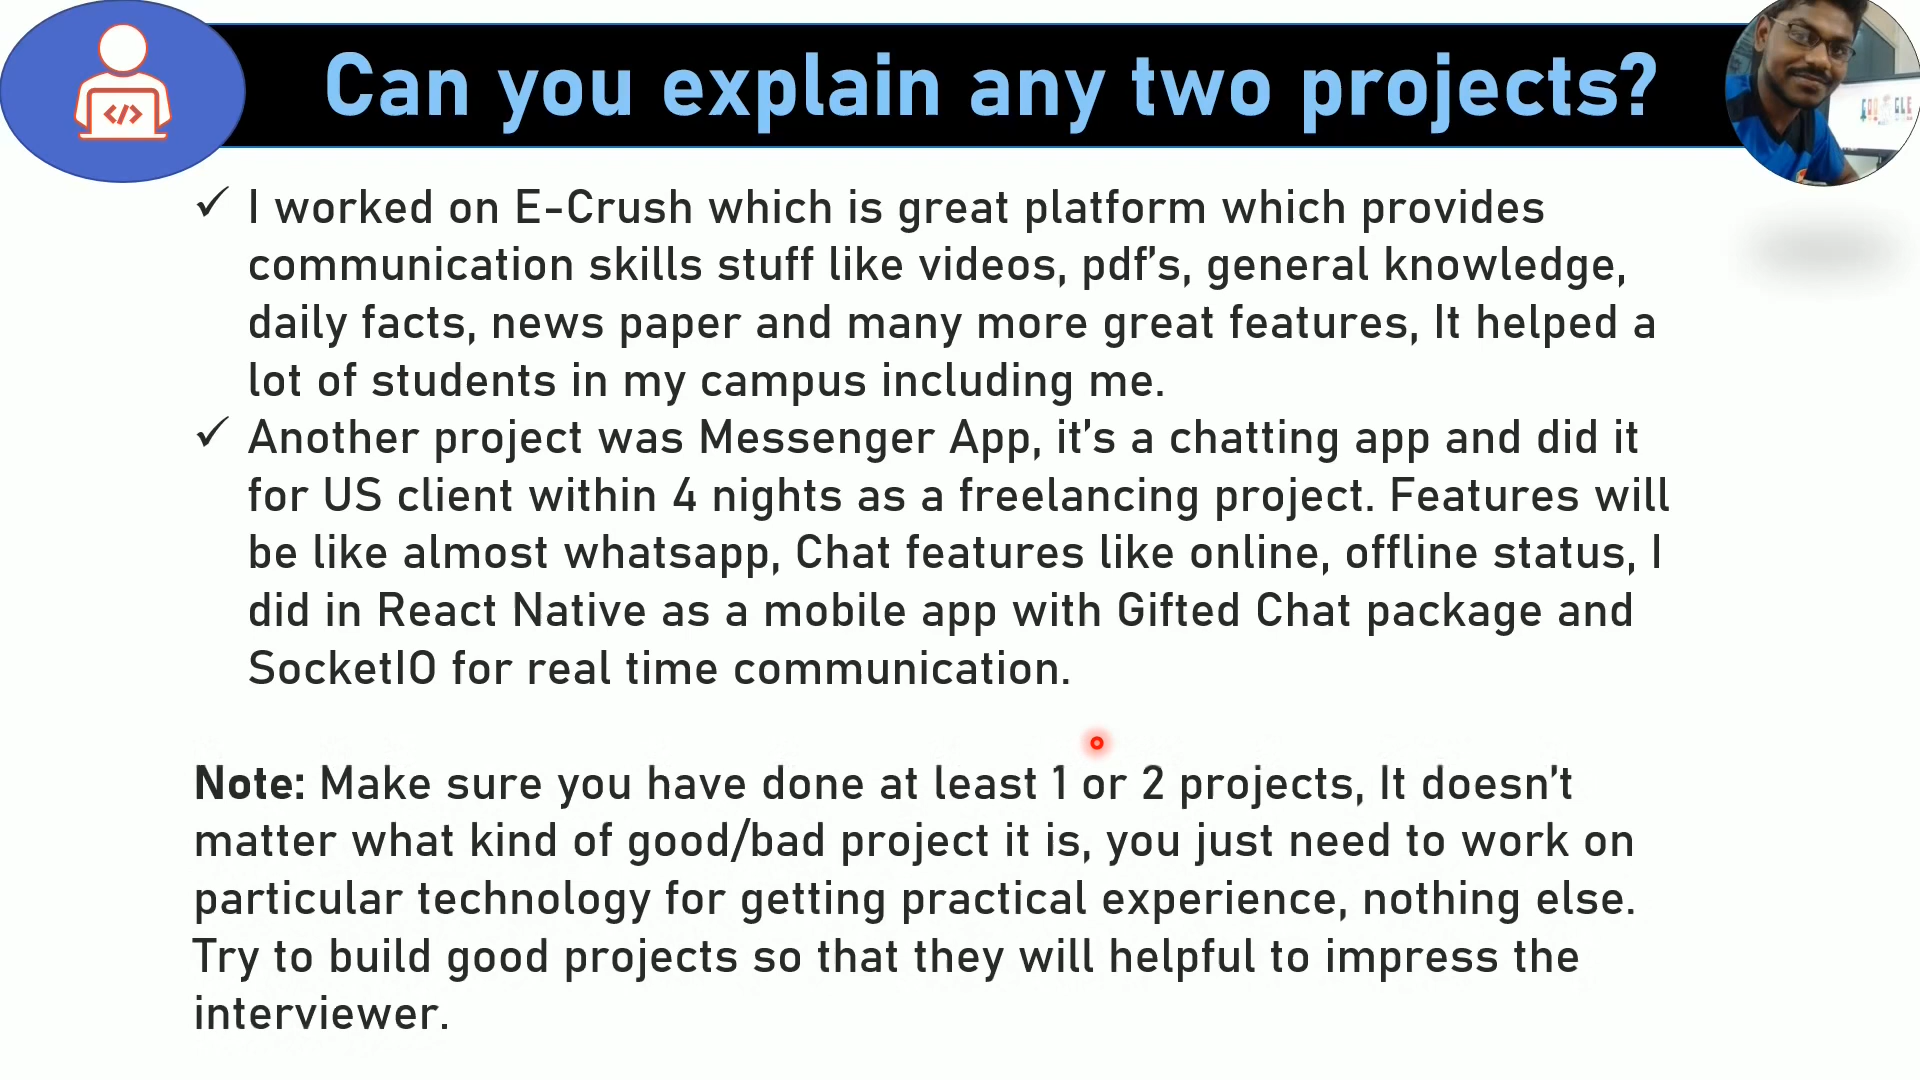 Can you explain any two projects?
✓ I worked on E-Crush which is great platform which provides
communication skills stuff like videos, pdf's, general knowledge,
daily facts, news paper and many more great features, It helped a
lot of students in my campus including me.
✓ Another project was Messenger App, it's a chatting app and did it
for US client within 4 nights as a freelancing project. Features will
be like almost whatsapp, Chat features like online, offline status, I
did in React Native as a mobile app with Gifted Chat package and
SocketIO for real time communication.
Note: Make sure you have done at least 1 or 2 projects, It doesn't
matter what kind of good/bad project it is, you just need to work on
particular technology for getting practical experience, nothing else.
Try to build good projects so that they will helpful to impress the
interviewer.